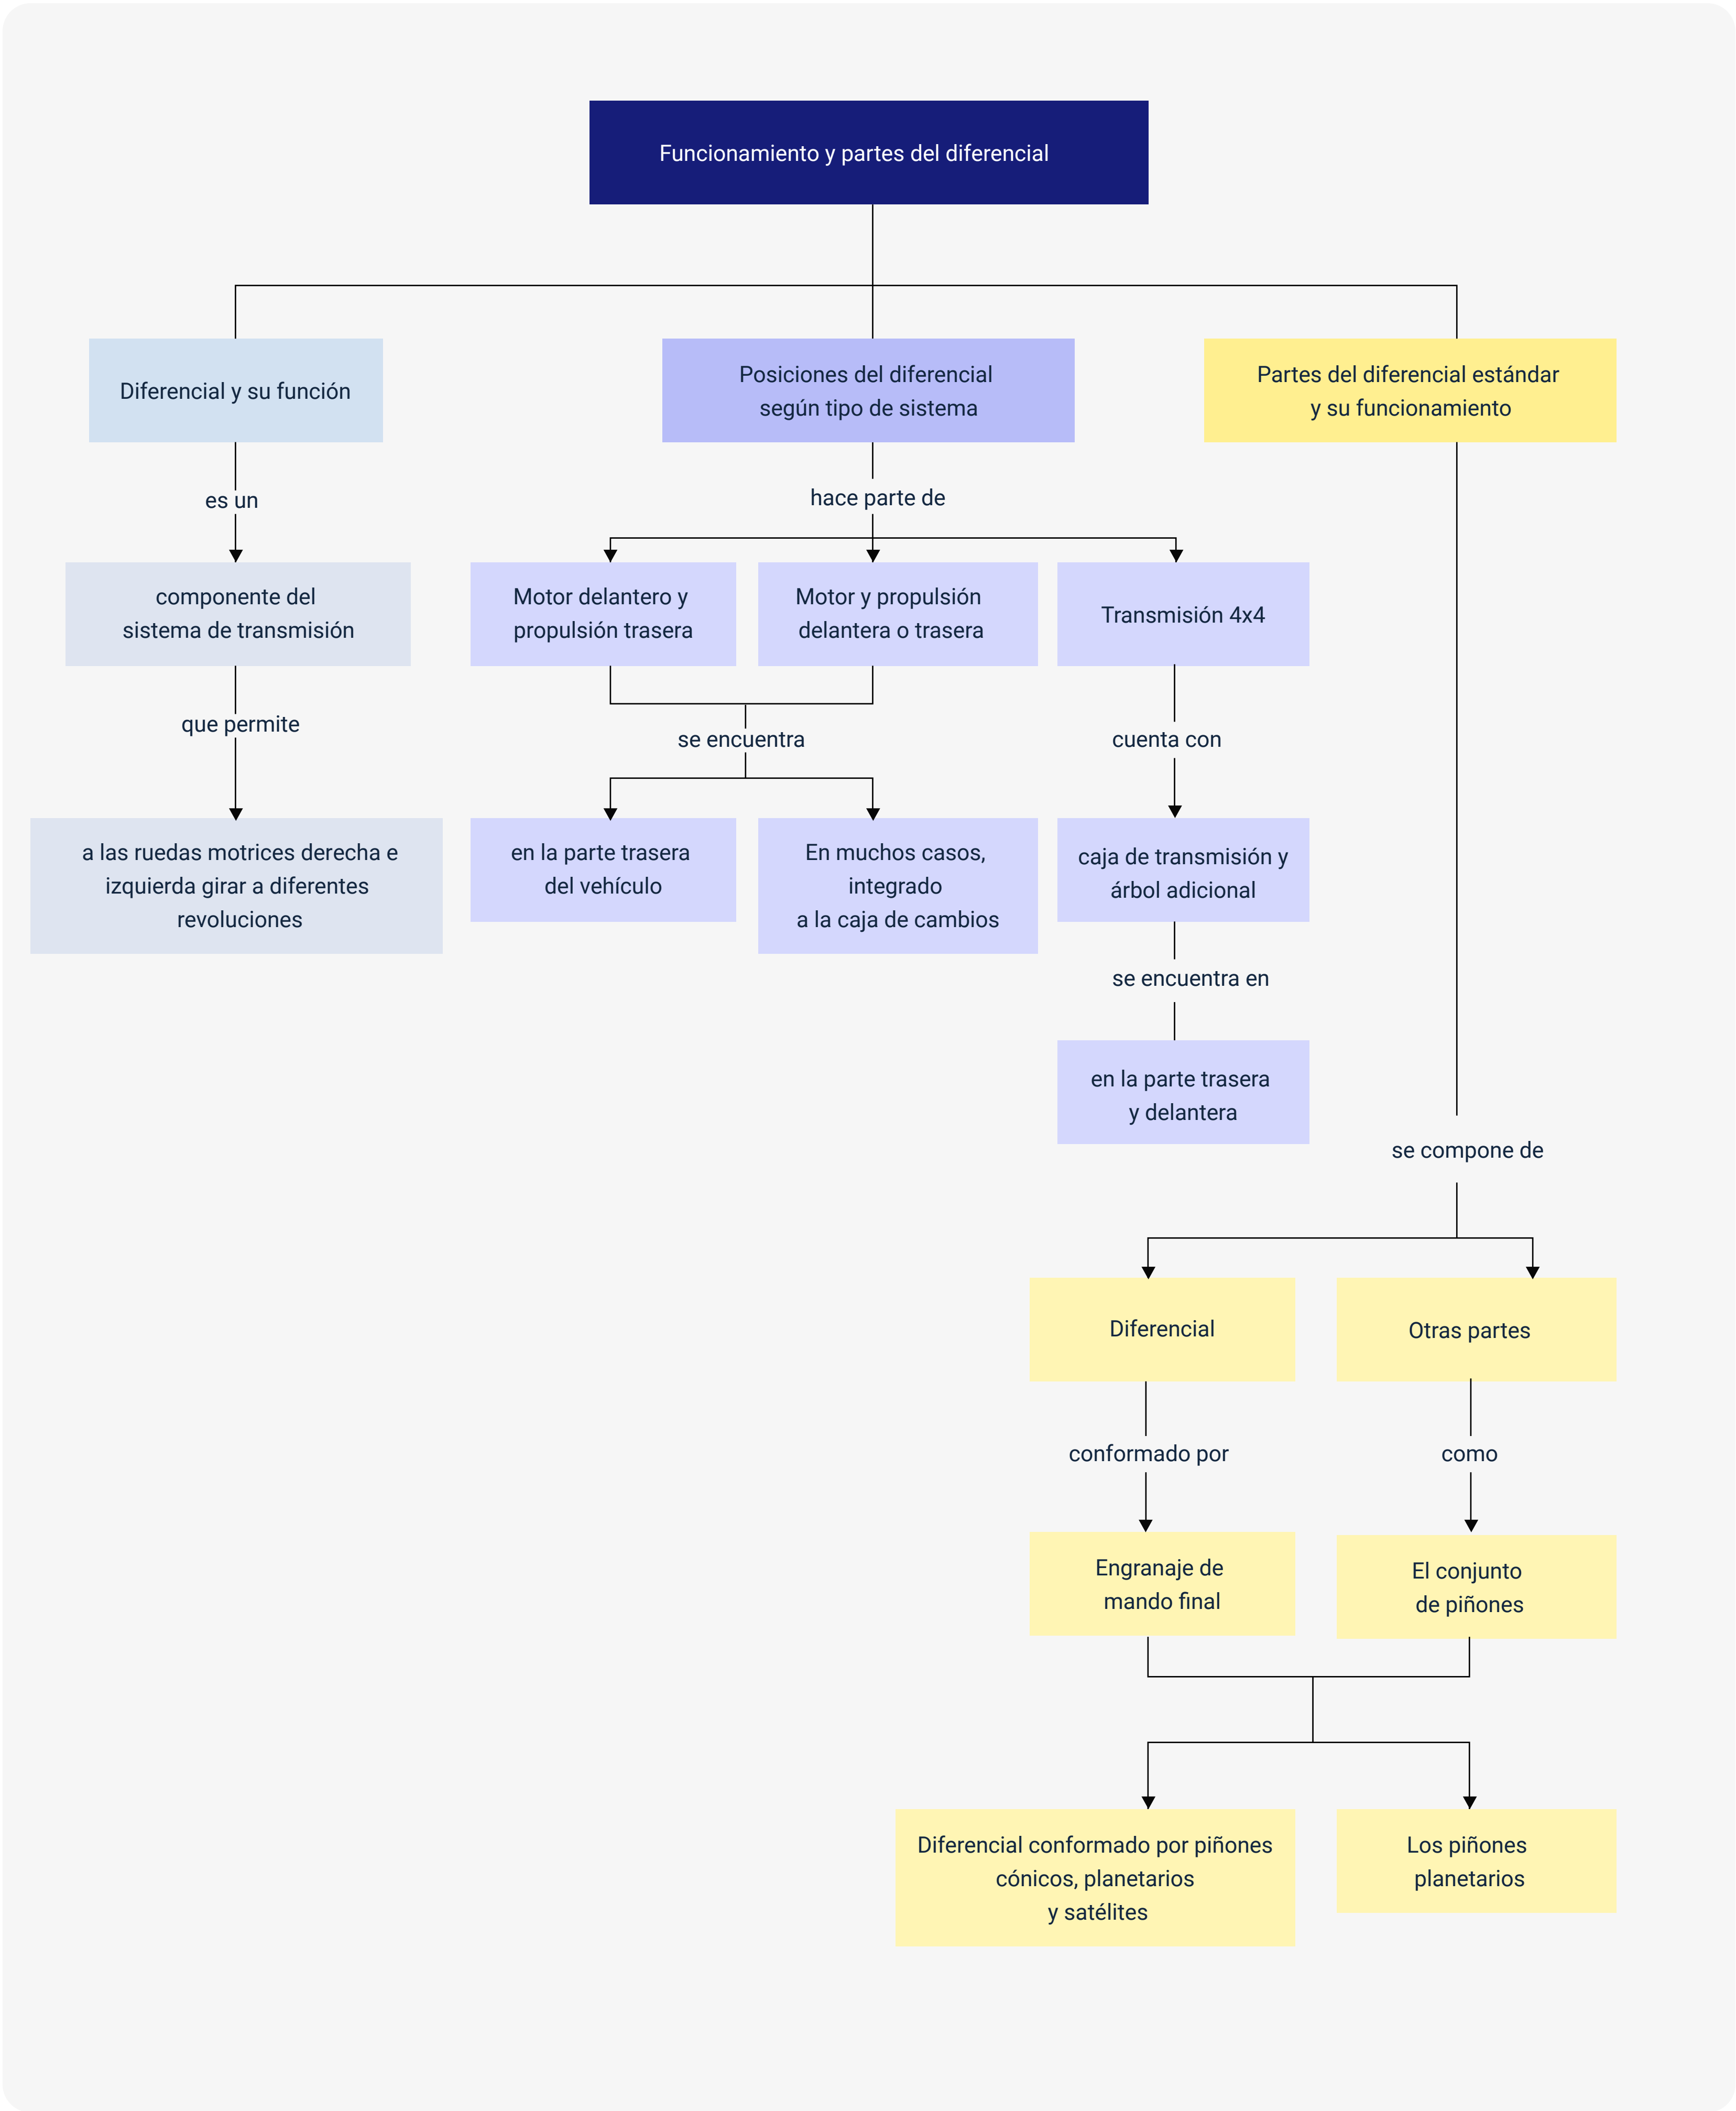 Funcionamiento y partes del diferencial
Diferencial y su función
es un
componente del
sistema de transmisión
que permite
a las ruedas motrices derecha e
izquierda girar a diferentes
revoluciones
Posiciones del diferencial
según tipo de sistema
hace parte de
Motor delantero y
propulsión trasera
Motor y propulsión
delantera o trasera
se encuentra
en la parte trasera
del vehículo
En muchos casos,
integrado
a la caja de cambios
Transmisión 4x4
cuenta con
caja de transmisión y
árbol adicional
se encuentra en
en la parte trasera
y delantera
Partes del diferencial estándar
y su funcionamiento
se compone de
Diferencial
conformado por
Engranaje de
mando final
Otras partes
como
El conjunto
de piñones
Diferencial conformado por piñones
cónicos, planetarios
y satélites
Los piñones
planetarios